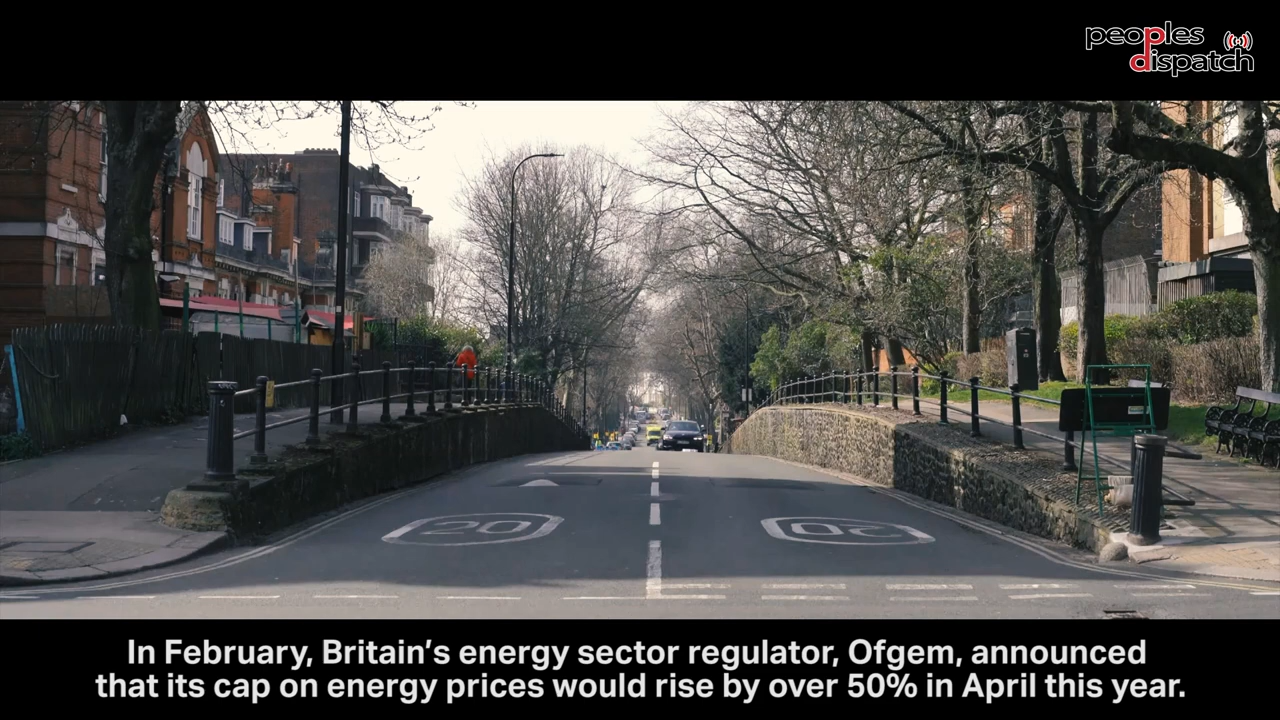 peoples
dispatch
20
20
In February, Britain's energy sector regulator, Ofgem, announced
that its cap on energy prices would rise by over 50% in April this year.